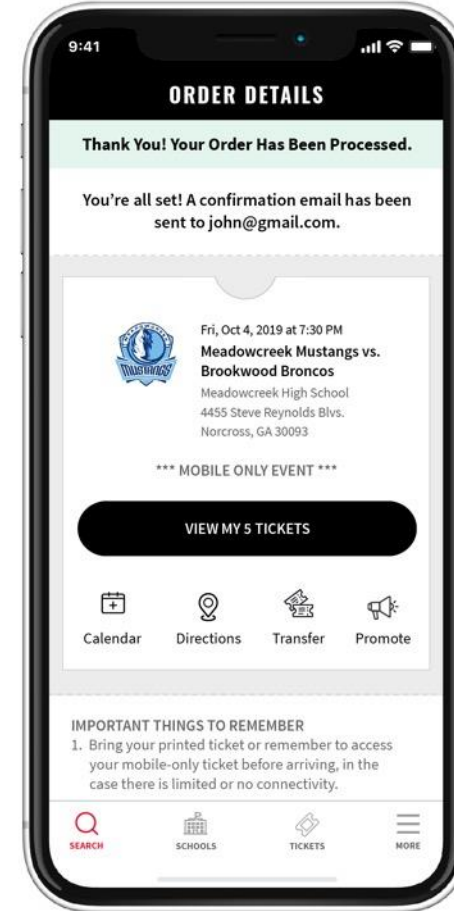 9:41
ORDER DETAILS
Thank You! Your Order Has Been Processed.
You're all set! A confirmation email has been
sent to john@gmail.com.
Fri, Oct 4, 2019 at 7:30 PM
Meadowcreek Mustangs vs.
Brookwood Broncos
Meadowcreek High School
4455 Steve Reynolds Blvs.
Norcross, GA 30093
MEADOWCREEK
MUSTANGS
*** MOBILE ONLY EVENT ***
VIEW MY 5 TICKETS
Calendar Directions Transfer Promote
IMPORTANT THINGS TO REMEMBER
1. Bring your printed ticket or remember to access
your mobile-only ticket before arriving, in the
case there is limited or no connectivity.
SEARCH SCHOOLS TICKETS MORE